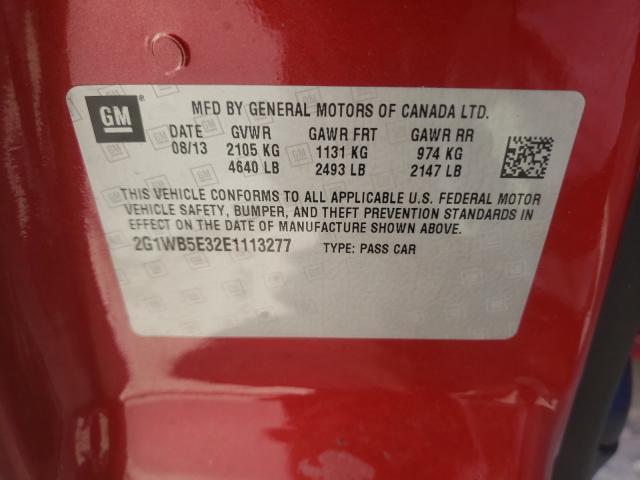 GM® MFD BY GENERAL MOTORS OF CANADA LTD.
DATE GVWR GAWR FRT GAWR RR
08/13 2105 KG 1131 KG 974 KG
4640 LB 2493 LB 2147 LB
THIS VEHICLE CONFORMS TO ALL APPLICABLE U.S. FEDERAL MOTOR
VEHICLE SAFETY, BUMPER, AND THEFT PREVENTION STANDARDS IN
EFFECT ON THE DATE OF MANUFACTURE SHOWN ABOVE.
2G1WB5E32E1113277 TYPE: PASS CAR